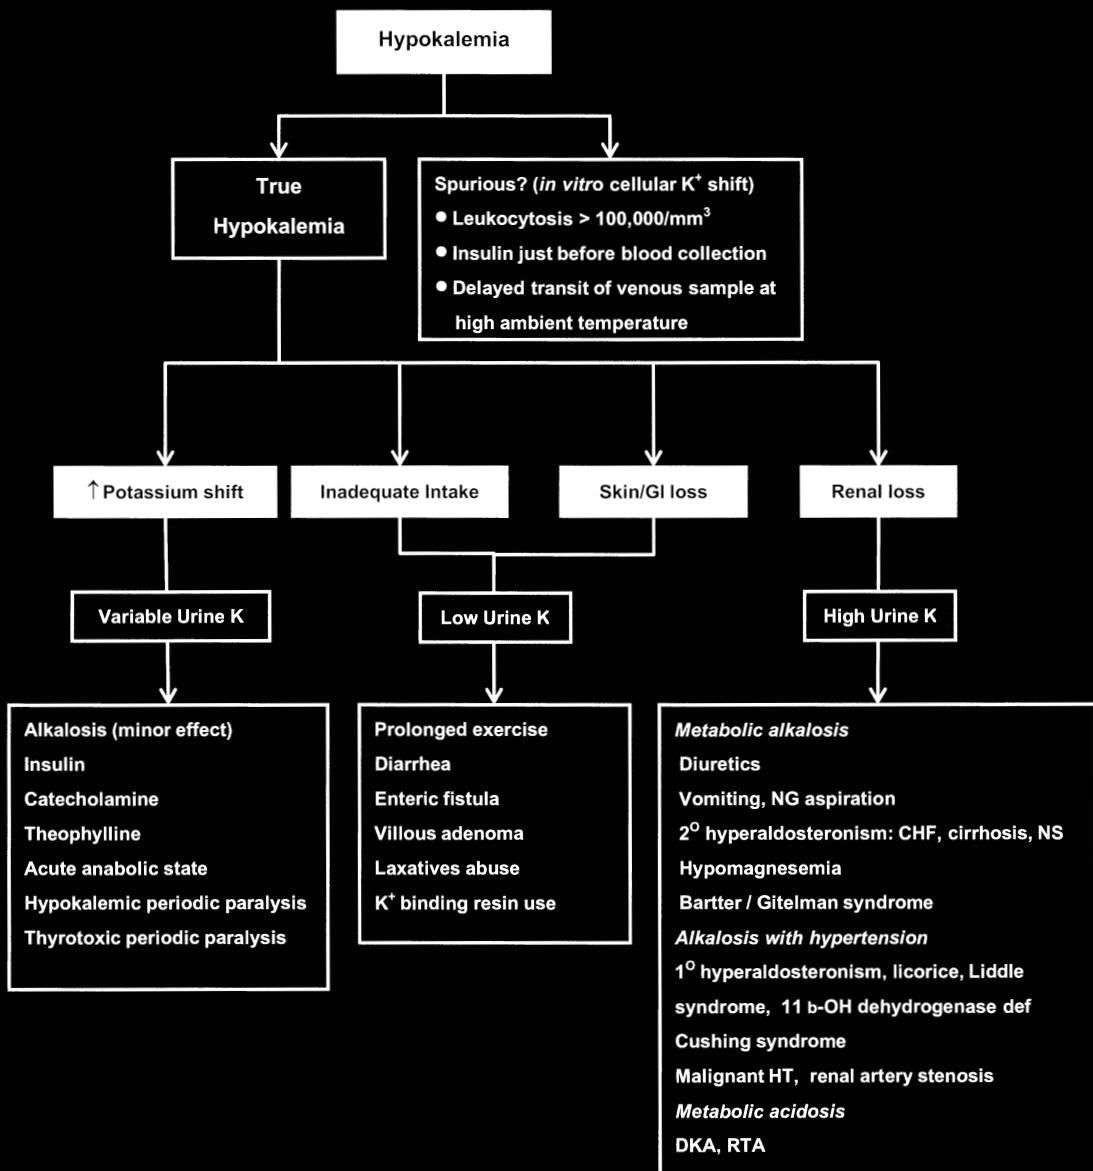 Hypokalemia
True
Hypokalemia
Spurious? (in vitro cellular K⁺ shift)
● Leukocytosis > 100,000/mm³
● Insulin just before blood collection
● Delayed transit of venous sample at
high ambient temperature
↑Potassium shift
Inadequate Intake
Skin/GI loss
Renal loss
Variable Urine K
Low Urine K
High Urine K
Alkalosis (minor effect)
Insulin
Catecholamine
Theophylline
Acute anabolic state
Hypokalemic periodic paralysis
Thyrotoxic periodic paralysis
Prolonged exercise
Diarrhea
Enteric fistula
Villous adenoma
Laxatives abuse
K⁺ binding resin use
Metabolic alkalosis
Diuretics
Vomiting, NG aspiration
2ᴼ hyperaldosteronism: CHF, cirrhosis, NS
Hypomagnesemia
Bartter / Gitelman syndrome
Alkalosis with hypertension
1ᴼ hyperaldosteronism, licorice, Liddle
syndrome, 11 b-OH dehydrogenase def
Cushing syndrome
Malignant HT, renal artery stenosis
Metabolic acidosis
DKA, RTA